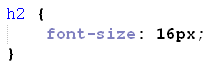 h2 {
    font-size: 16px;
}